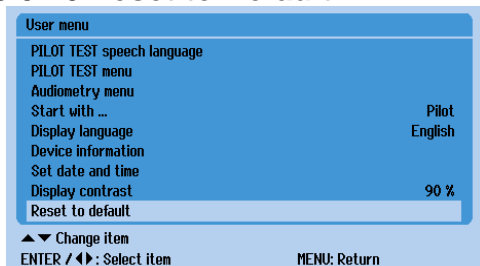 User menu
PILOT TEST speech language
PILOT TEST menu
Audiometry menu
Start with ... Pilot
Display language English
Device information
Set date and time
Display contrast 90 %
Reset to default
▲▼ Change item
ENTER / ◀▶: Select item MENU: Return